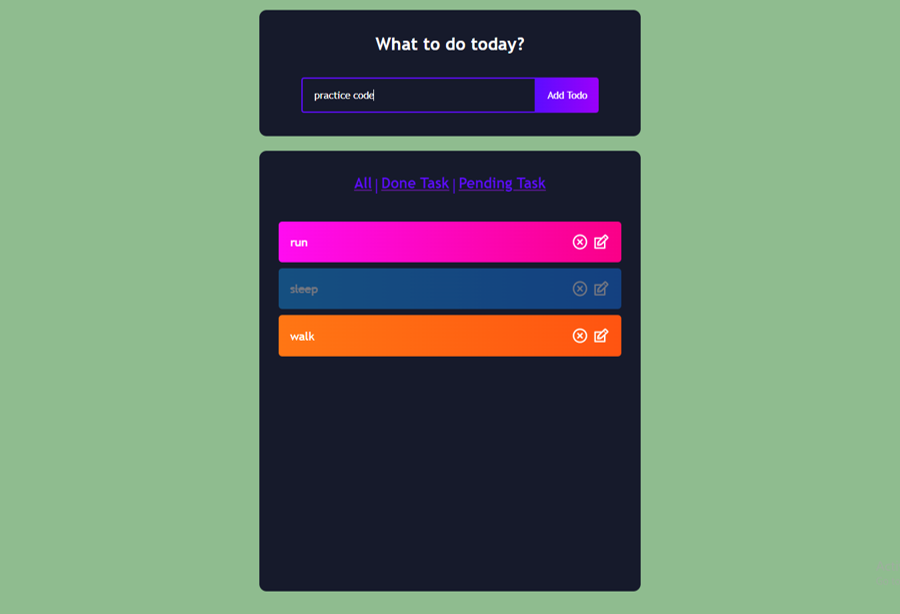 What to do today?
practice code
Add Todo
All | Done Task | Pending Task
run
sleep
walk